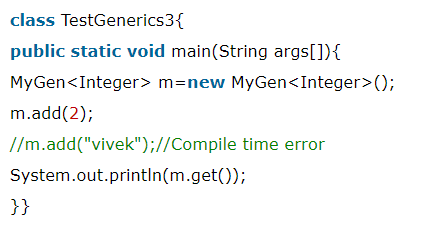 class TestGenerics3{
public static void main(String args[]){
MyGen<Integer> m=new MyGen<Integer>();
m.add(2);
//m.add("vivek");//Compile time error
System.out.println(m.get());
}}